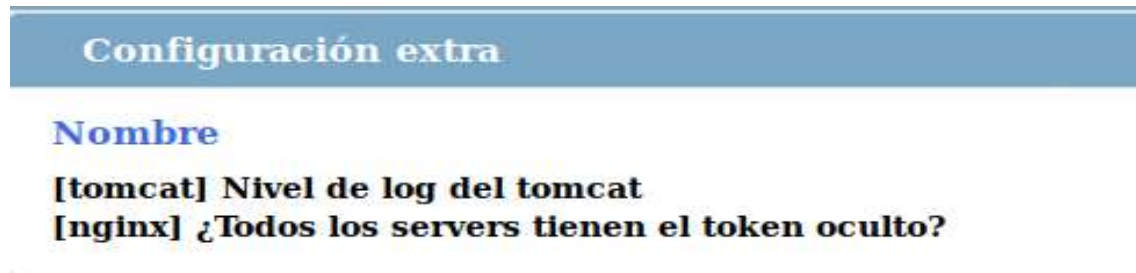 Configuración extra
Nombre
[tomcat] Nivel de log del tomcat
[nginx] ¿Todos los servers tienen el token oculto?